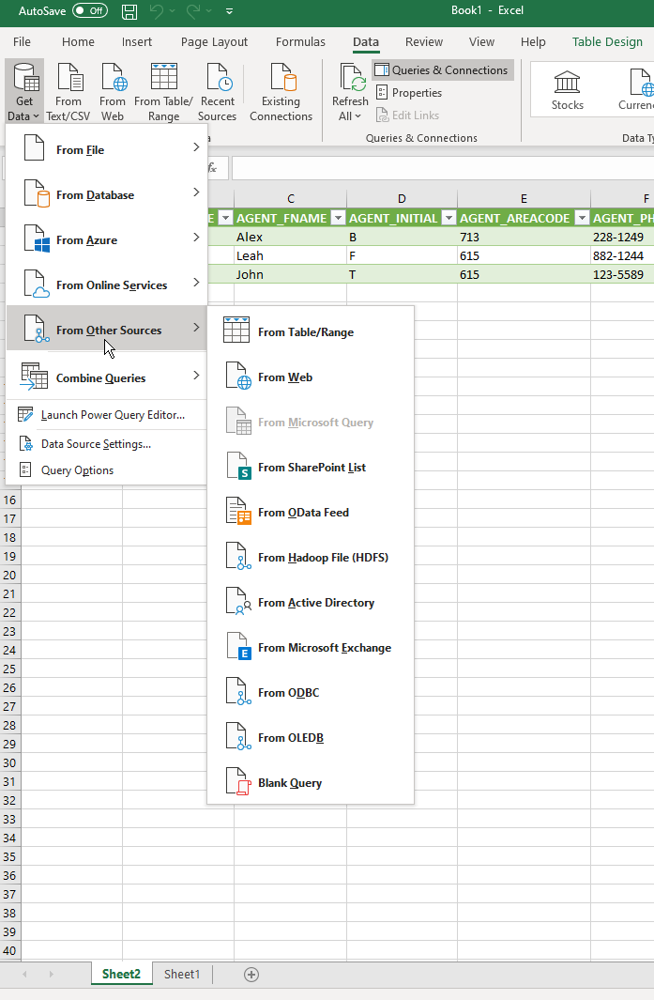 AutoSave Off
Book1 - Excel
File Home Insert Page Layout Formulas Data Review View Help Table Design
Get Data
From Text/CSV
From Web
From Table/ Range
Recent Sources
Existing Connections
Refresh All
Queries & Connections
Properties
Edit Links
Queries & Connections
Stocks
Data
fx
From File
From Database
From Azure
From Online Services
From Other Sources
Combine Queries
Launch Power Query Editor...
Data Source Settings...
Query Options
From Table/Range
From Web
From Microsoft Query
From SharePoint List
From OData Feed
From Hadoop File (HDFS)
From Active Directory
From Microsoft Exchange
From ODBC
From OLEDB
Blank Query
C D E F
AGENT_FNAME AGENT_INITIAL AGENT_AREACODE
Alex B 713 228-1249
Leah F 615 882-1244
John T 615 123-5589
16
17
18
19
20
21
22
23
24
25
26
27
28
29
30
31
32
33
34
35
36
37
38
39
40
Sheet2 Sheet1